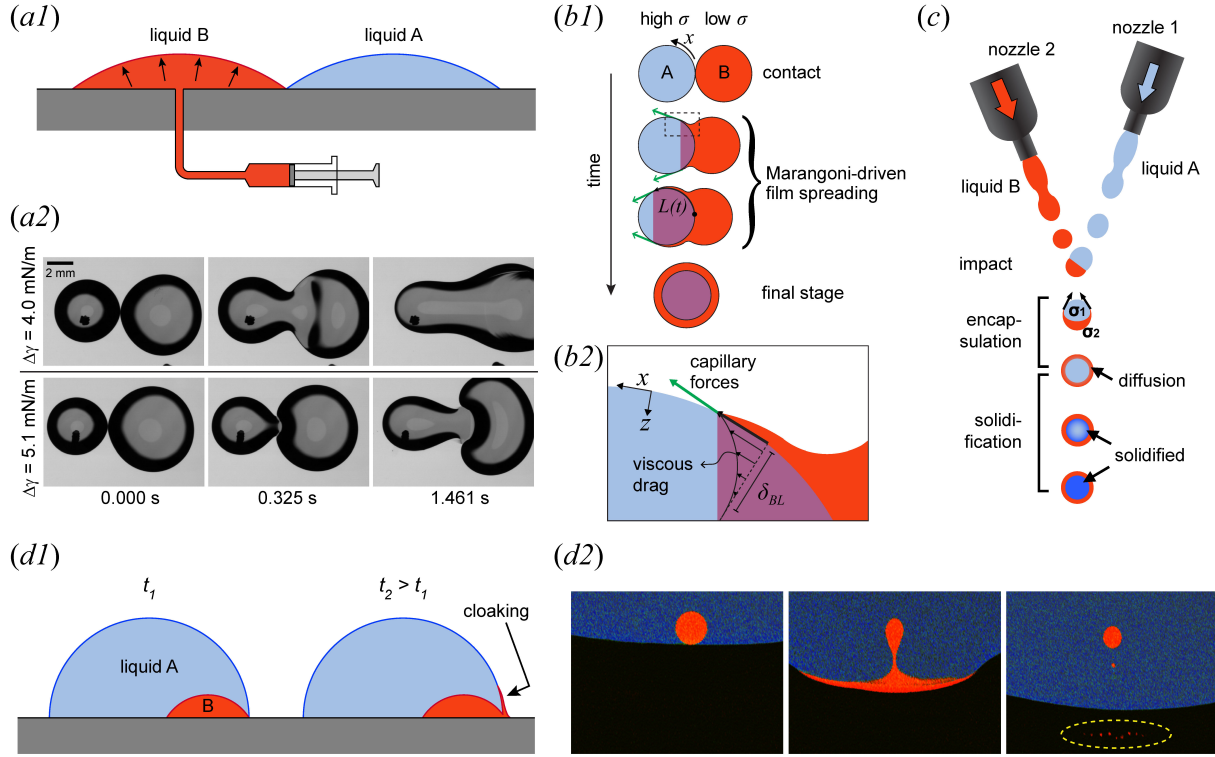 (a1)
liquid B
liquid A
(a2)
Δγ = 4.0 mN/m
2 mm
Δγ = 5.1 mN/m
0.000 s
0.325 s
1.461 s
(b1)
high σ
low σ
x
A
B
contact
time
L(t)
Marangoni-driven
film spreading
final stage
(b2)
capillary
forces
x
z
viscous
drag
δBL
(c)
nozzle 1
nozzle 2
liquid A
liquid B
impact
σ1
σ2
encap-
sulation
diffusion
solidi-
fication
solidified
(d1)
t1
t2 > t1
cloaking
liquid A
B
(d2)